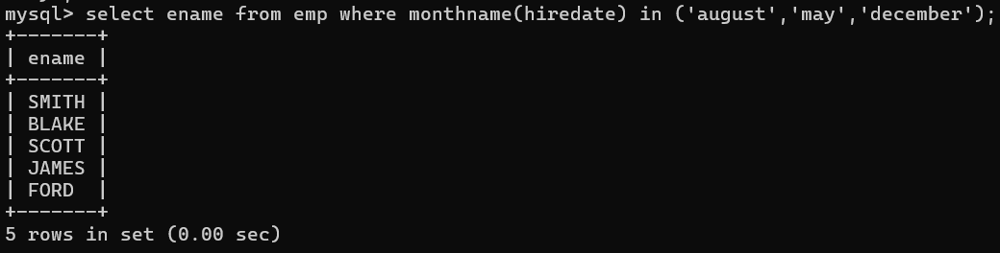 mysql> select ename from emp where monthname(hiredate) in ('august','may','december');
+-------+
| ename |
+-------+
| SMITH |
| BLAKE |
| SCOTT |
| JAMES |
| FORD  |
+-------+
5 rows in set (0.00 sec)